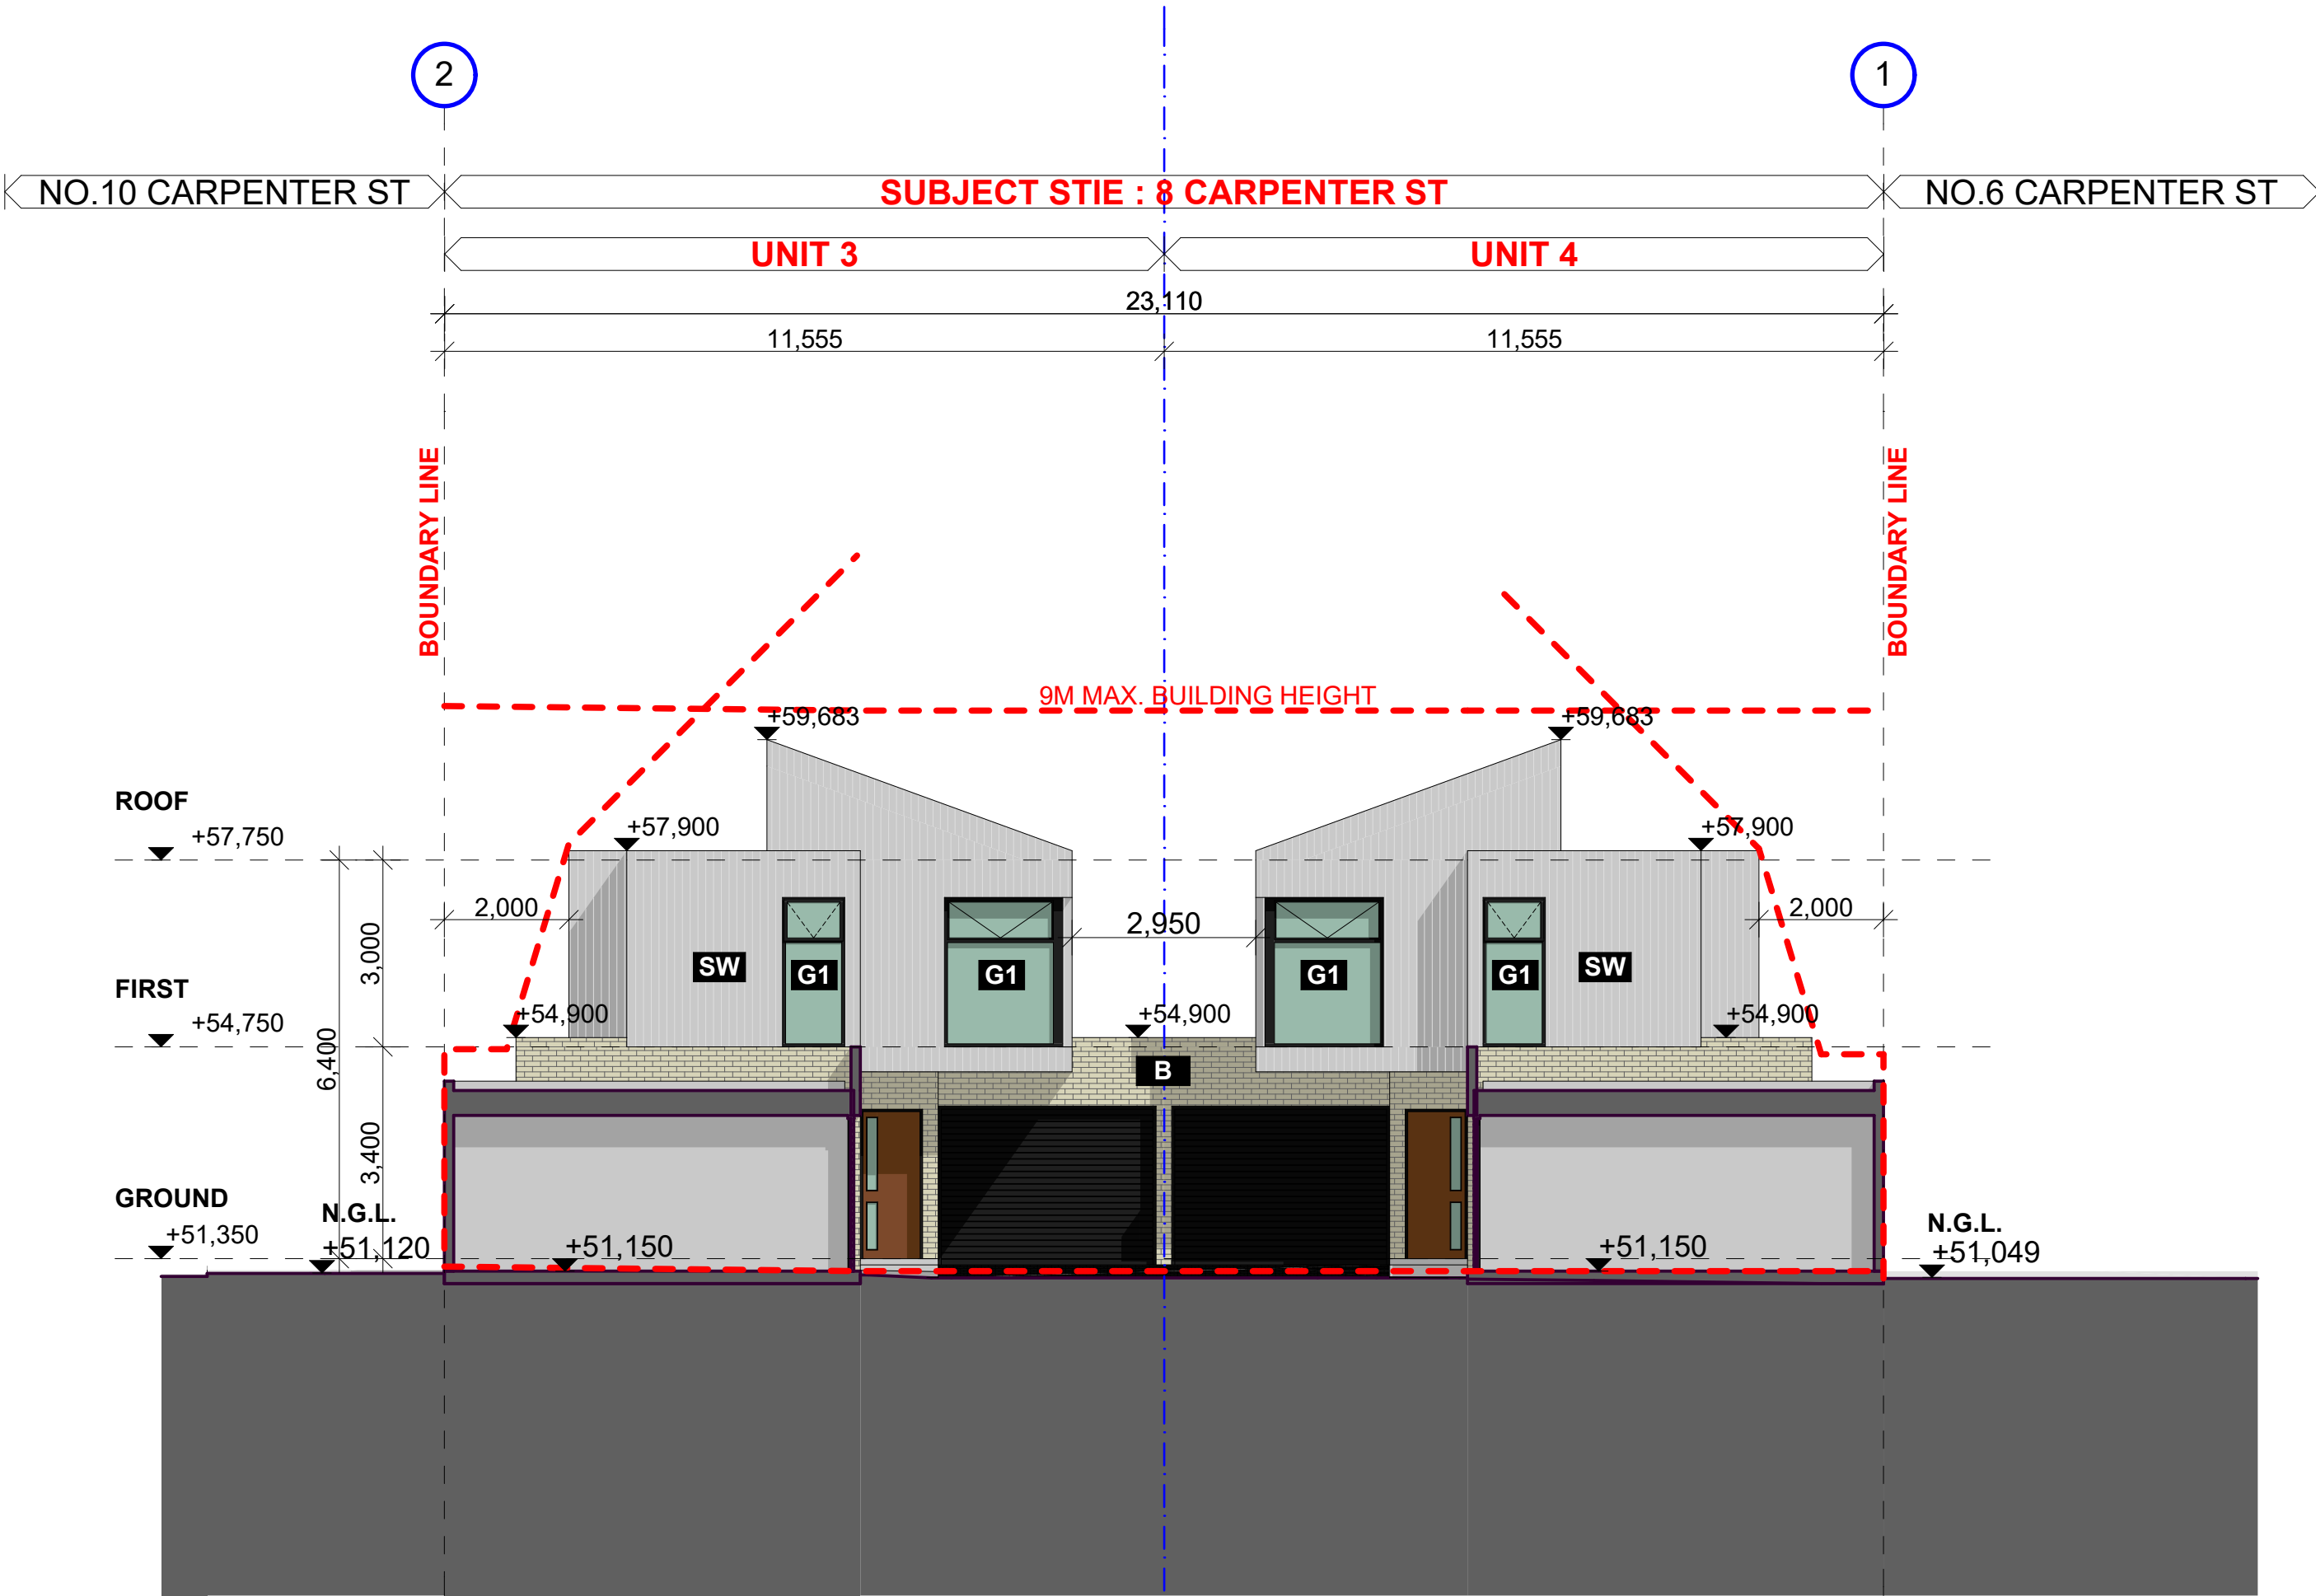 2
1
NO.10 CARPENTER ST
SUBJECT STIE : 8 CARPENTER ST
NO.6 CARPENTER ST
UNIT 3
UNIT 4
23,110
11,555
11,555
BOUNDARY LINE
BOUNDARY LINE
9M MAX. BUILDING HEIGHT
+59,683
+59,683
ROOF
+57,750
+57,900
+57,900
2,000
2,950
2,000
3,000
SW
G1
G1
G1
G1
SW
FIRST
+54,750
+54,900
+54,900
+54,900
6,400
B
3,400
GROUND
+51,350
N.G.L.
+51,120
+51,150
+51,150
N.G.L.
+51,049